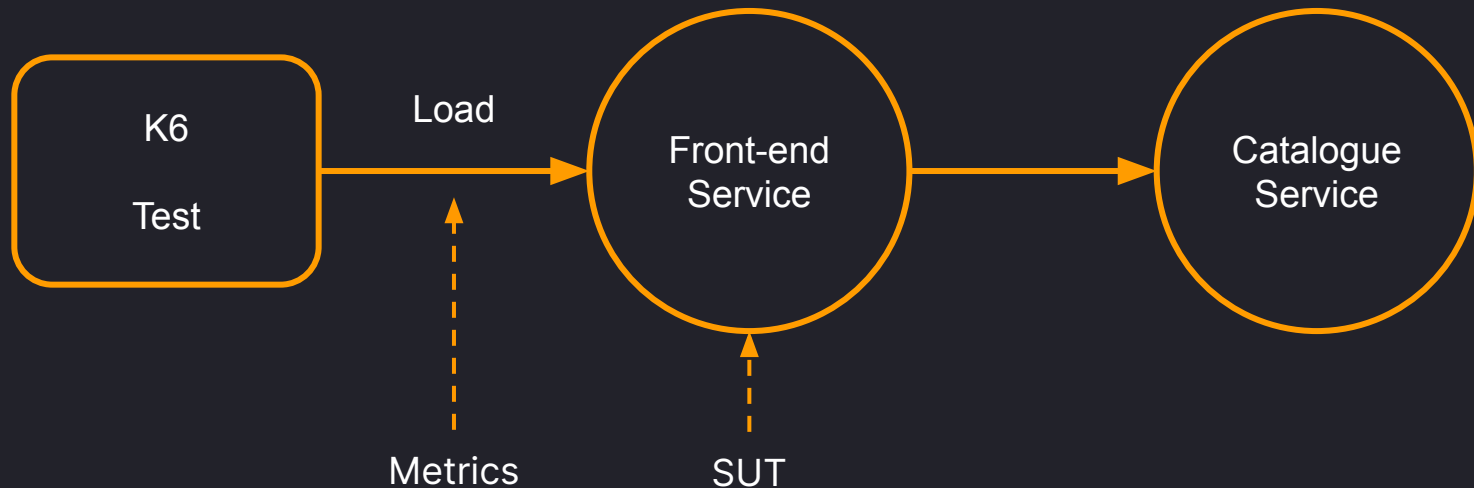 K6
Test
Load
Front-end
Service
Catalogue
Service
Metrics
SUT